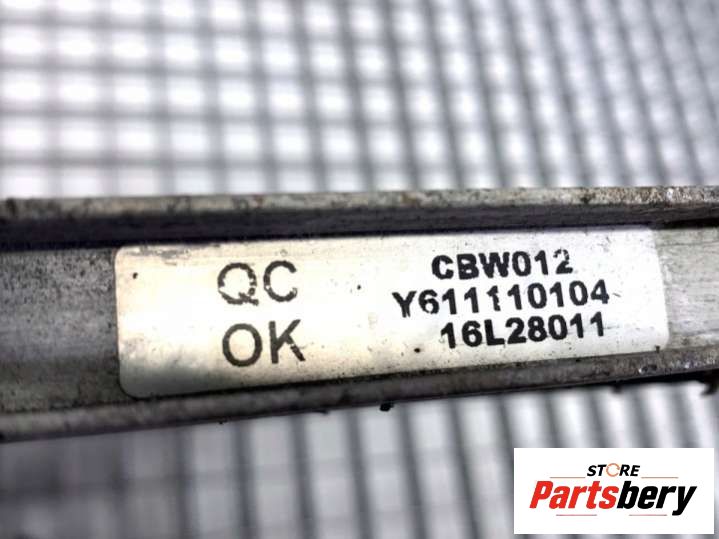 QC
OK
CBW012
Y611110104
16L28011
STORE
Partsbery